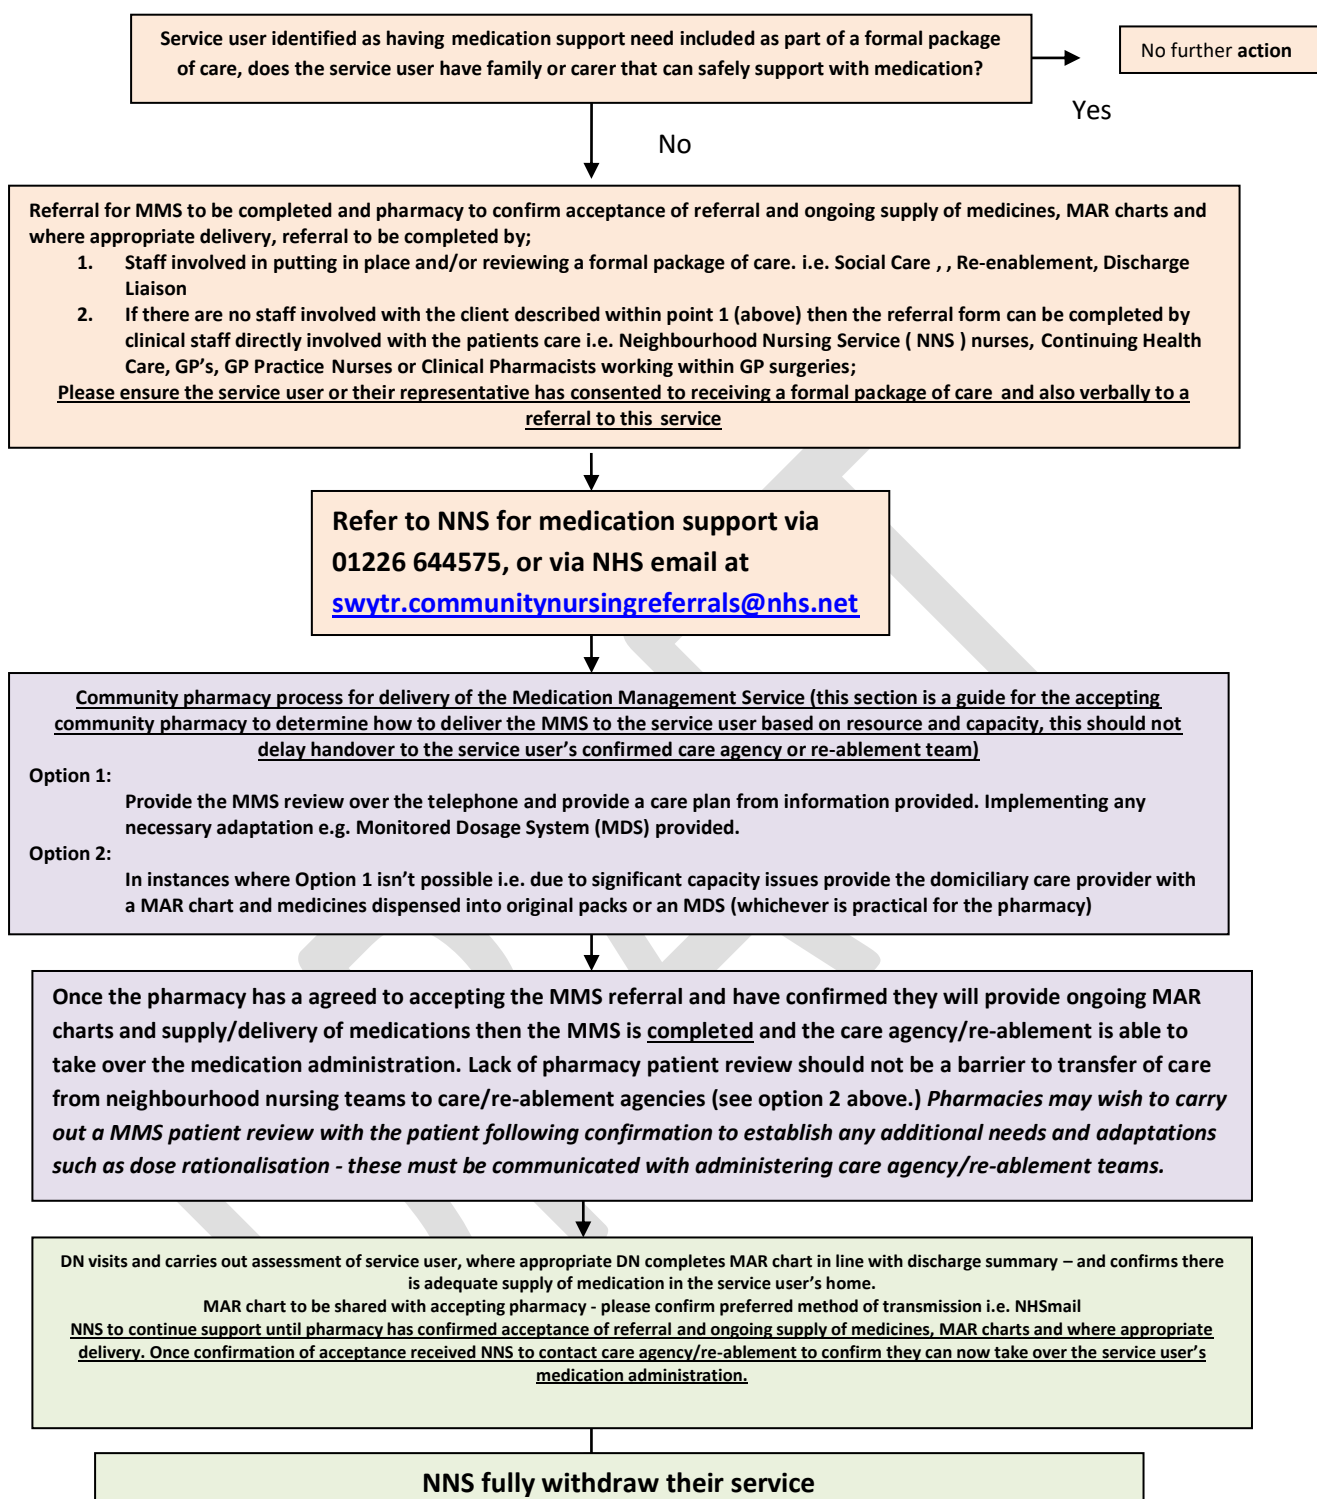 Service user identified as having medication support need included as part of a formal package
of care, does the service user have family or carer that can safely support with medication?
No further action
Yes
No
Referral for MMS to be completed and pharmacy to confirm acceptance of referral and ongoing supply of medicines, MAR charts and
where appropriate delivery, referral to be completed by;
1. Staff involved in putting in place and/or reviewing a formal package of care. i.e. Social Care , , Re-enablement, Discharge
Liaison
2. If there are no staff involved with the client described within point 1 (above) then the referral form can be completed by
clinical staff directly involved with the patients care i.e. Neighbourhood Nursing Service ( NNS ) nurses, Continuing Health
Care, GP's, GP Practice Nurses or Clinical Pharmacists working within GP surgeries;
Please ensure the service user or their representative has consented to receiving a formal package of care and also verbally to a
referral to this service
Refer to NNS for medication support via
01226 644575, or via NHS email at
swytr.communitynursingreferrals@nhs.net
Community pharmacy process for delivery of the Medication Management Service (this section is a guide for the accepting
community pharmacy to determine how to deliver the MMS to the service user based on resource and capacity, this should not
delay handover to the service user's confirmed care agency or re-ablement team)
Option 1:
Provide the MMS review over the telephone and provide a care plan from information provided. Implementing any
necessary adaptation e.g. Monitored Dosage System (MDS) provided.
Option 2:
In instances where Option 1 isn't possible i.e. due to significant capacity issues provide the domiciliary care provider with
a MAR chart and medicines dispensed into original packs or an MDS (whichever is practical for the pharmacy)
Once the pharmacy has a agreed to accepting the MMS referral and have confirmed they will provide ongoing MAR
charts and supply/delivery of medications then the MMS is completed and the care agency/re-ablement is able to
take over the medication administration. Lack of pharmacy patient review should not be a barrier to transfer of care
from neighbourhood nursing teams to care/re-ablement agencies (see option 2 above.) Pharmacies may wish to carry
out a MMS patient review with the patient following confirmation to establish any additional needs and adaptations
such as dose rationalisation - these must be communicated with administering care agency/re-ablement teams.
DN visits and carries out assessment of service user, where appropriate DN completes MAR chart in line with discharge summary – and confirms there
is adequate supply of medication in the service user's home.
MAR chart to be shared with accepting pharmacy - please confirm preferred method of transmission i.e. NHSmail
NNS to continue support until pharmacy has confirmed acceptance of referral and ongoing supply of medicines, MAR charts and where appropriate
delivery. Once confirmation of acceptance received NNS to contact care agency/re-ablement to confirm they can now take over the service user's
medication administration.
NNS fully withdraw their service
DRAFT